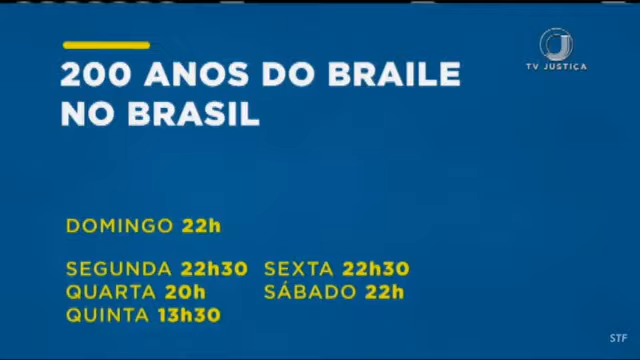 200 ANOS DO BRAILE
NO BRASIL
TV JUSTIÇA
DOMINGO 22h
SEGUNDA 22h30
QUARTA 20h
QUINTA 13h30
SEXTA 22h30
SÁBADO 22h
STF